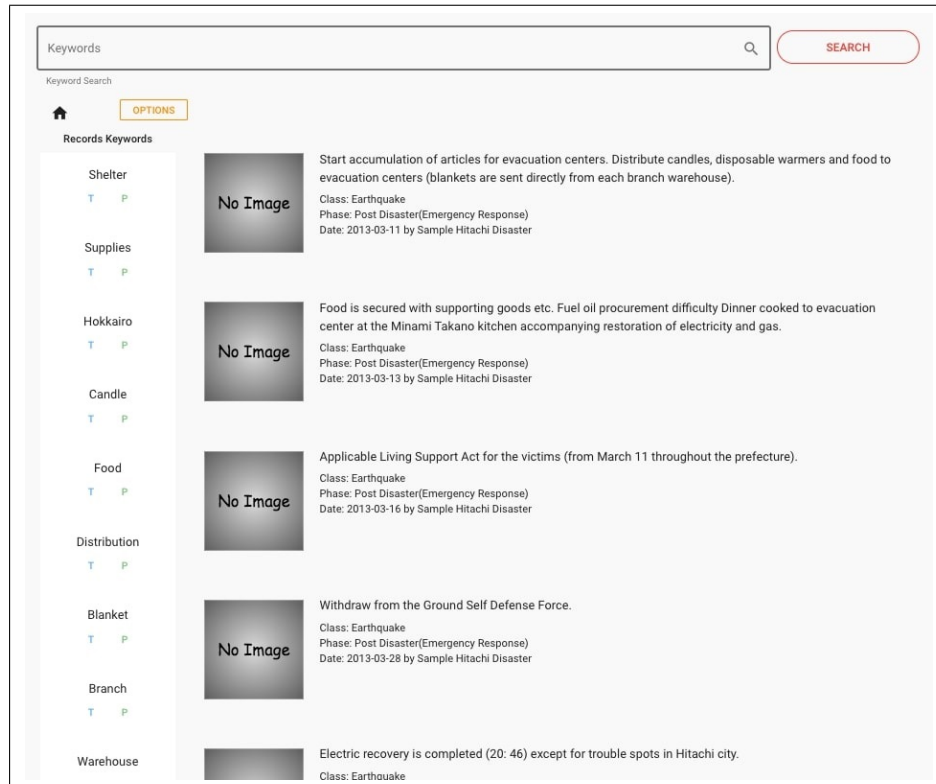 Keywords
SEARCH
Keyword Search
OPTIONS
Records Keywords
Shelter
T P
Supplies
T P
Hokkairo
T P
Candle
T P
Food
T P
Distribution
T P
Blanket
T P
Branch
T P
Warehouse
No Image
Start accumulation of articles for evacuation centers. Distribute candles, disposable warmers and food to
evacuation centers (blankets are sent directly from each branch warehouse).
Class: Earthquake
Phase: Post Disaster(Emergency Response)
Date: 2013-03-11 by Sample Hitachi Disaster
No Image
Food is secured with supporting goods etc. Fuel oil procurement difficulty Dinner cooked to evacuation
center at the Minami Takano kitchen accompanying restoration of electricity and gas.
Class: Earthquake
Phase: Post Disaster(Emergency Response)
Date: 2013-03-13 by Sample Hitachi Disaster
No Image
Applicable Living Support Act for the victims (from March 11 throughout the prefecture).
Class: Earthquake
Phase: Post Disaster(Emergency Response)
Date: 2013-03-16 by Sample Hitachi Disaster
No Image
Withdraw from the Ground Self Defense Force.
Class: Earthquake
Phase: Post Disaster(Emergency Response)
Date: 2013-03-28 by Sample Hitachi Disaster
Electric recovery is completed (20: 46) except for trouble spots in Hitachi city.
Class: Earthquake